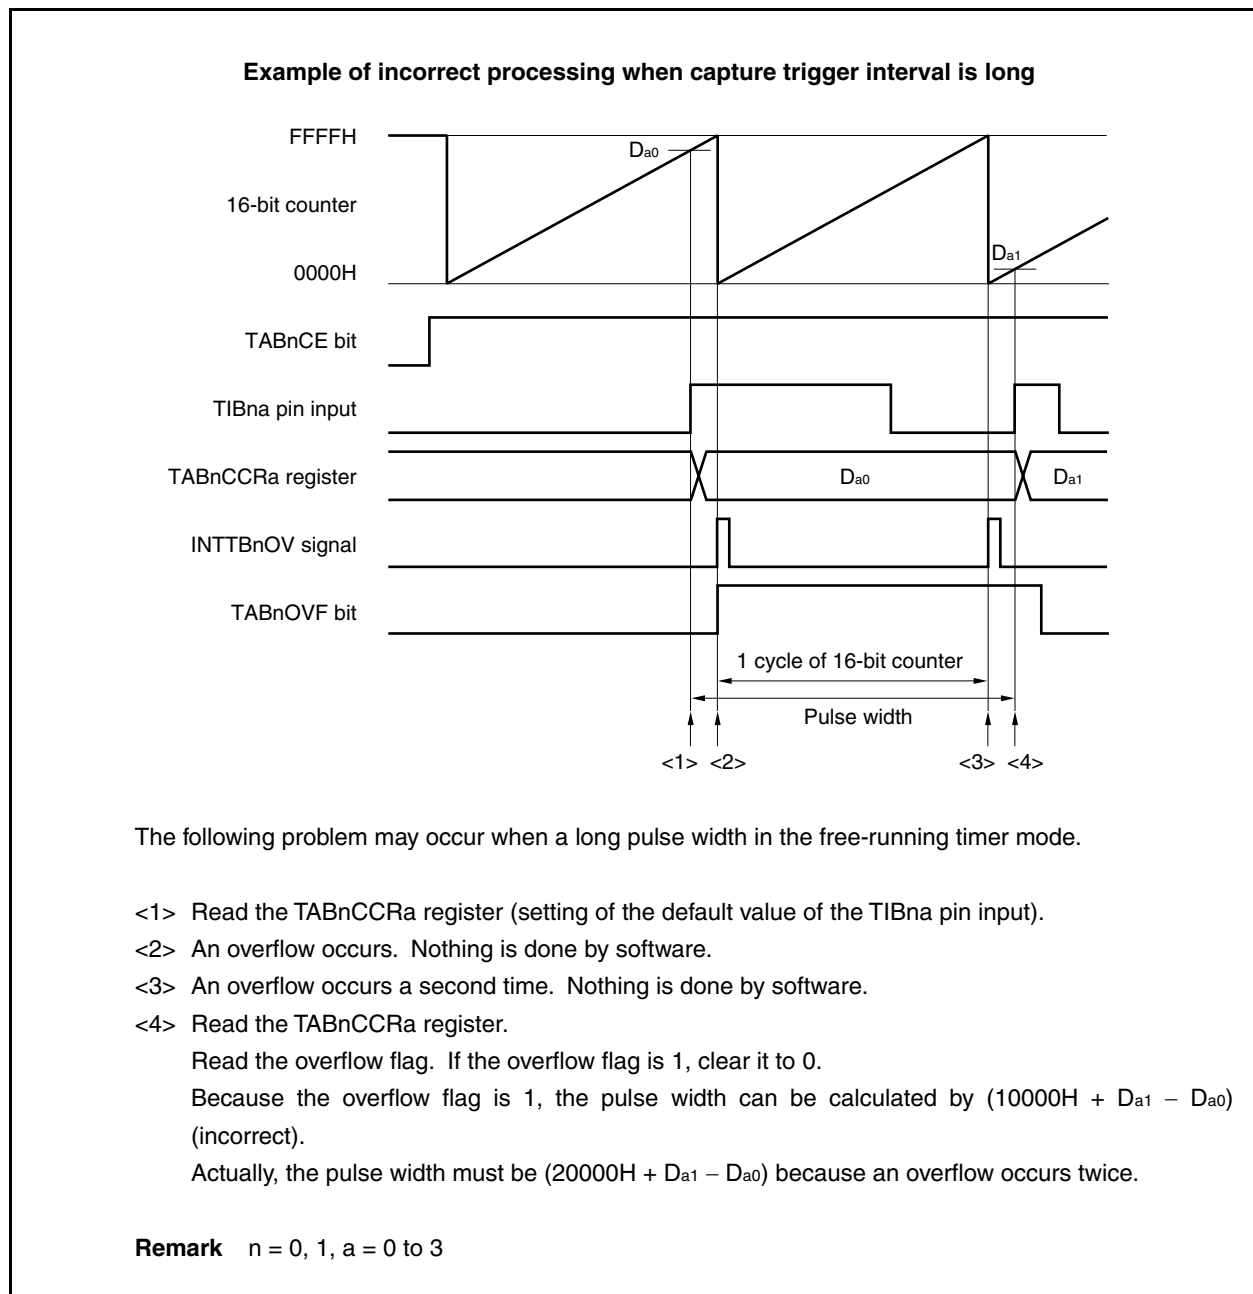 Example of incorrect processing when capture trigger interval is long
FFFFH
Da0
16-bit counter
Da1
0000H
TABnCE bit
TIBna pin input
TABnCCRa register
Da0
Da1
INTTBnOV signal
TABnOVF bit
1 cycle of 16-bit counter
Pulse width
<1> <2> <3> <4>
The following problem may occur when a long pulse width in the free-running timer mode.
<1> Read the TABnCCRa register (setting of the default value of the TIBna pin input).
<2> An overflow occurs. Nothing is done by software.
<3> An overflow occurs a second time. Nothing is done by software.
<4> Read the TABnCCRa register.
Read the overflow flag. If the overflow flag is 1, clear it to 0.
Because the overflow flag is 1, the pulse width can be calculated by (10000H + Da1 − Da0)
(incorrect).
Actually, the pulse width must be (20000H + Da1 − Da0) because an overflow occurs twice.
Remark n = 0, 1, a = 0 to 3